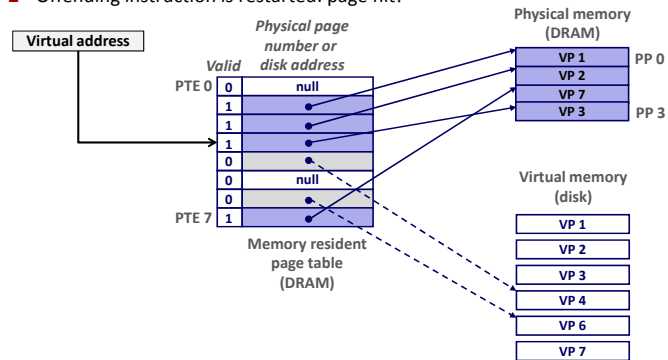 Offending instruction is restarted: page hit!
Virtual address
Physical page
number or
disk address
Valid
PTE 0
0
null
1
1
1
0
0
null
0
PTE 7
1
Memory resident
page table
(DRAM)
Physical memory
(DRAM)
VP 1
PP 0
VP 2
VP 7
VP 3
PP 3
Virtual memory
(disk)
VP 1
VP 2
VP 3
VP 4
VP 6
VP 7